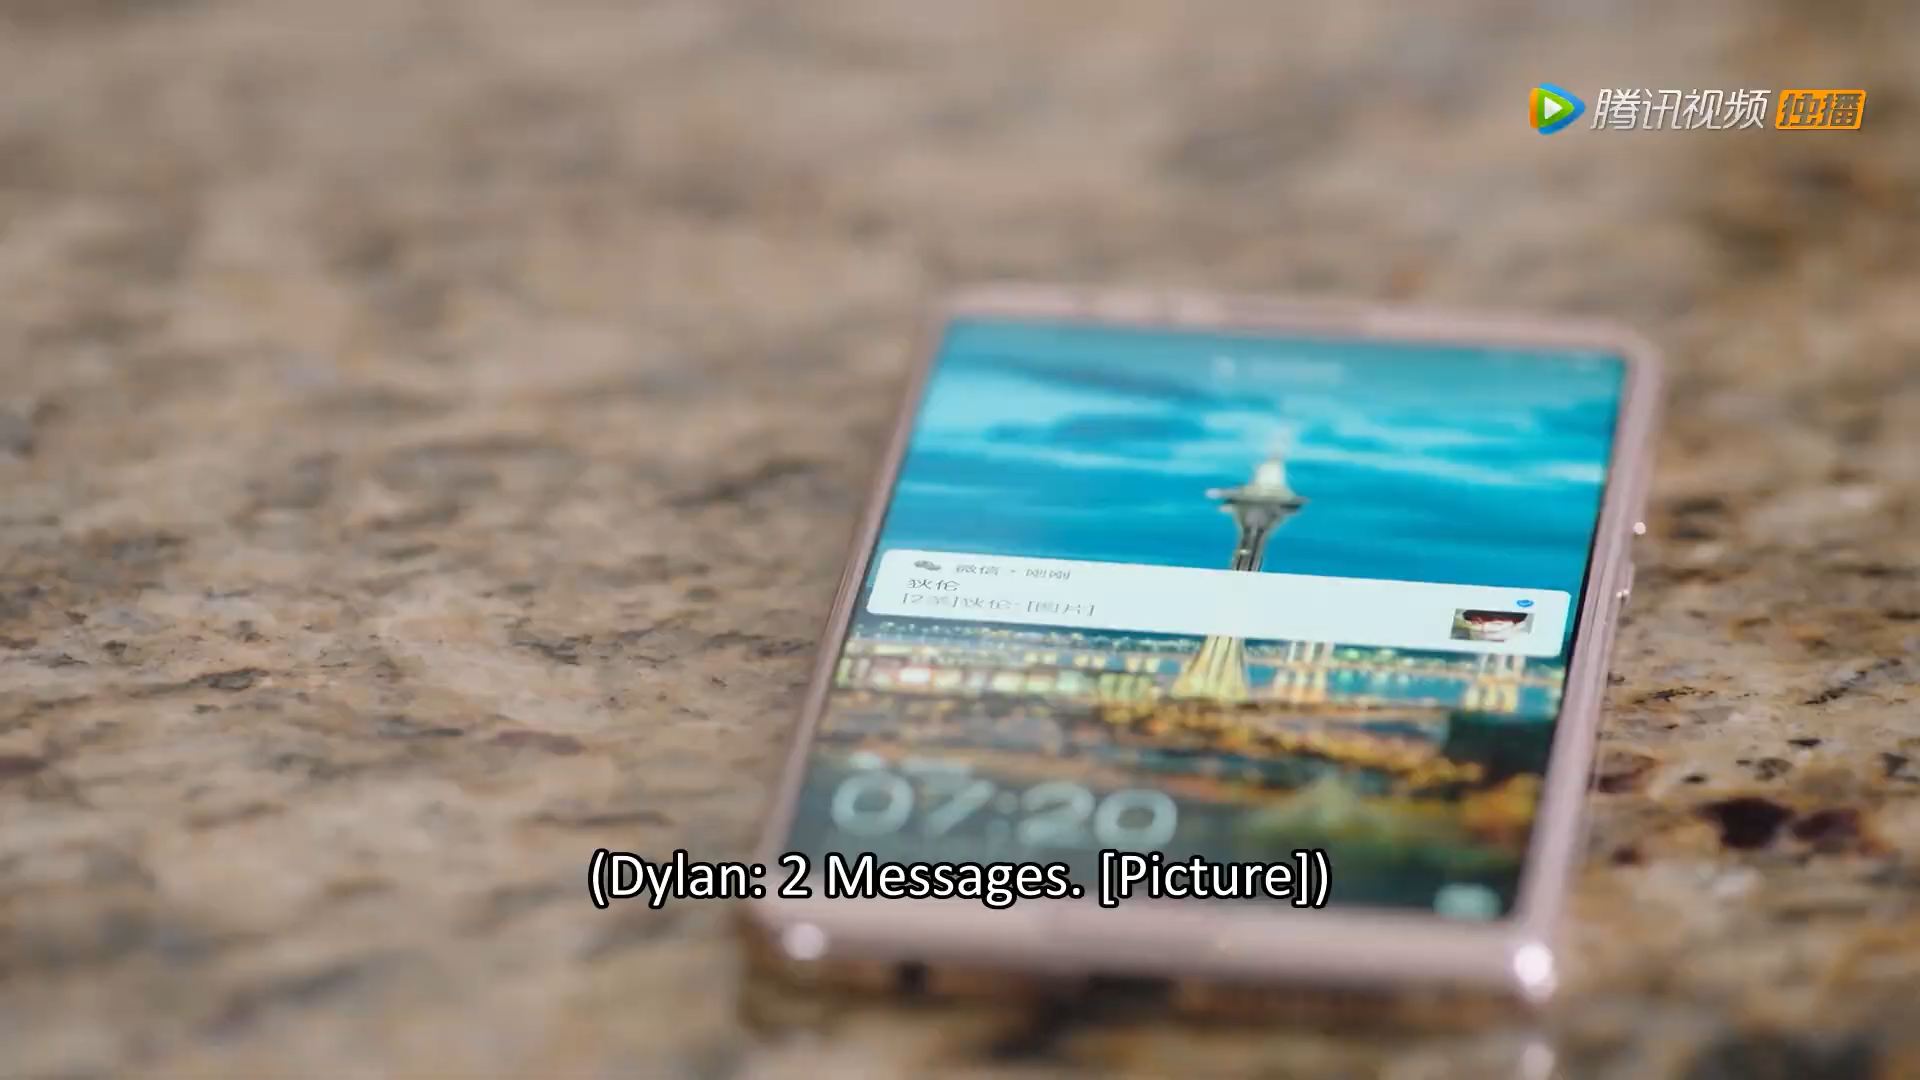 腾讯视频 独播
微信 · 刚刚
狄伦
[2条]狄伦: [图片]
07:20
(Dylan: 2 Messages. [Picture])